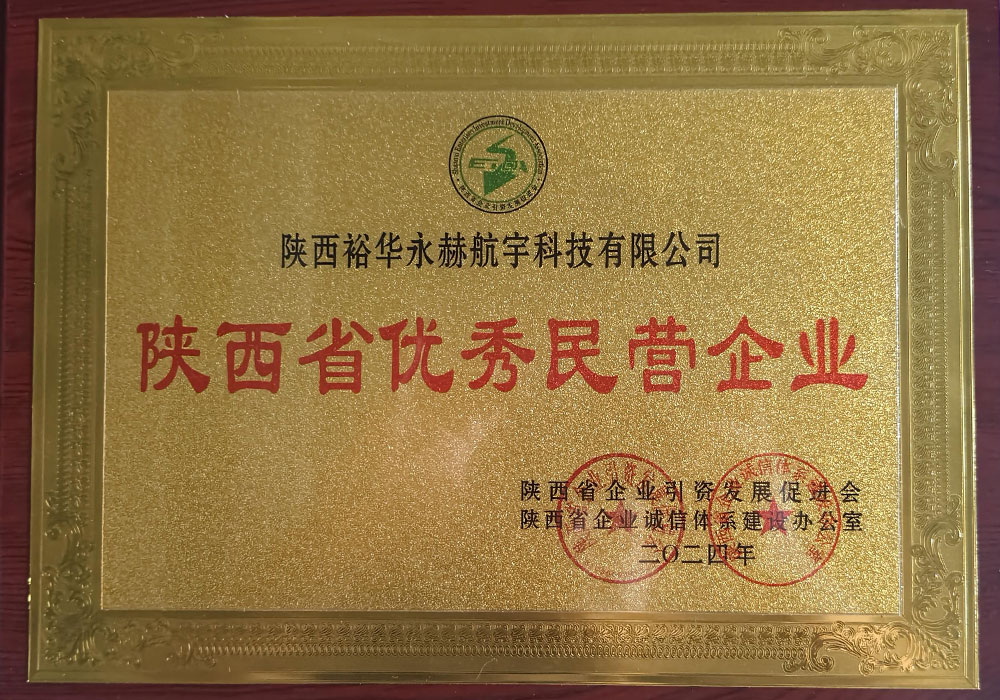 陕西裕华永赫航宇科技有限公司
陕西省优秀民营企业
陕西省企业引资发展促进会
陕西省企业诚信体系建设办公室
二〇二四年